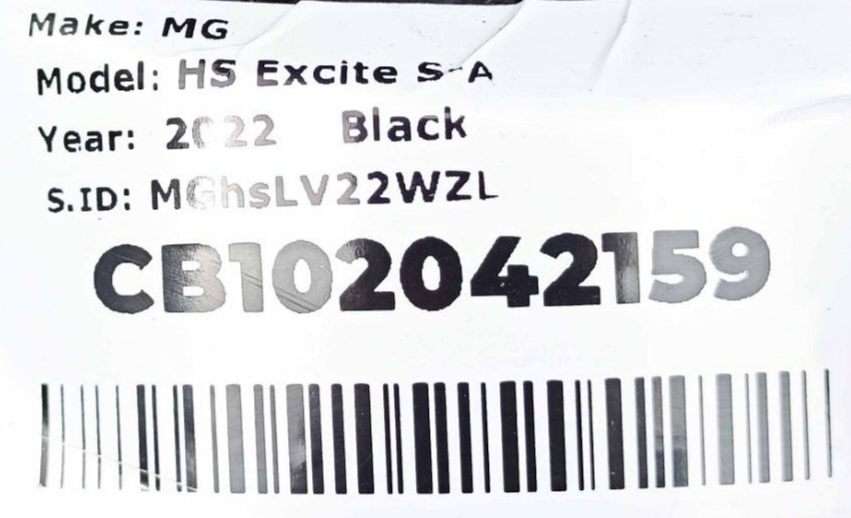 Make: MG
Model: HS Excite S-A
Year: 2022 Black
S.ID: MGhsLV22WZL
CB102042159